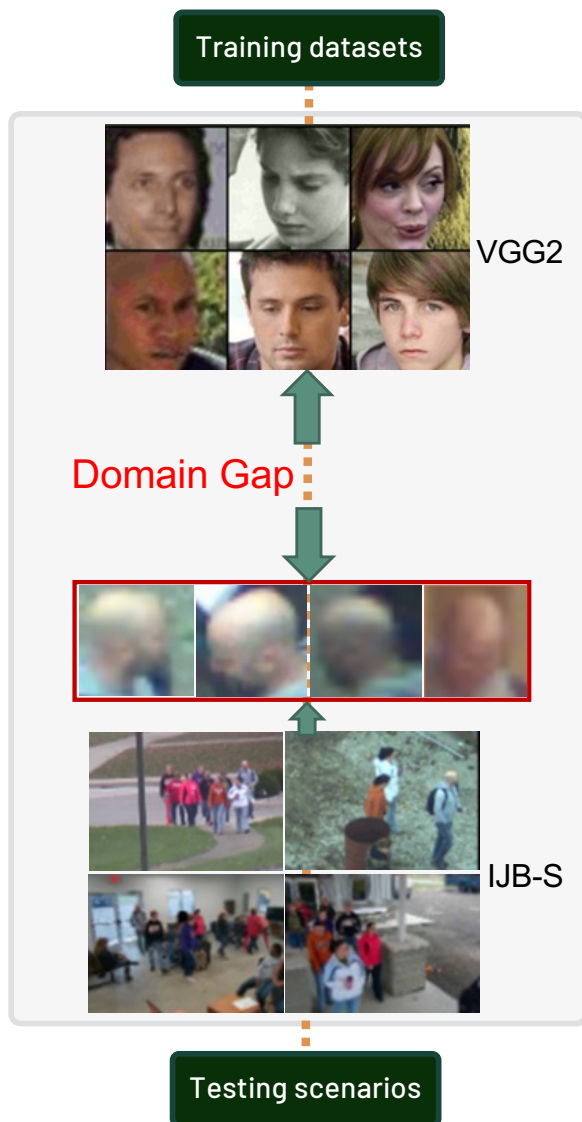 Training datasets
VGG2
Domain Gap
IJB-S
Testing scenarios